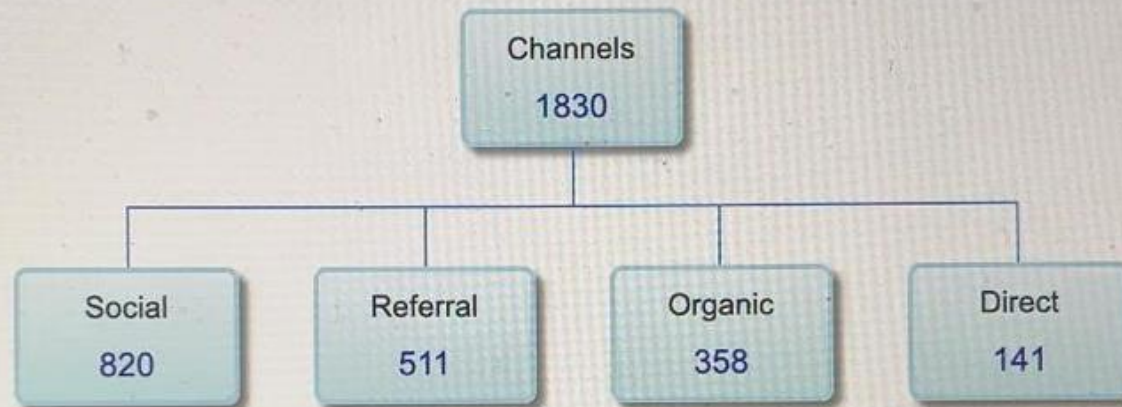 Channels
1830
Social
820
Referral
511
Organic
358
Direct
141